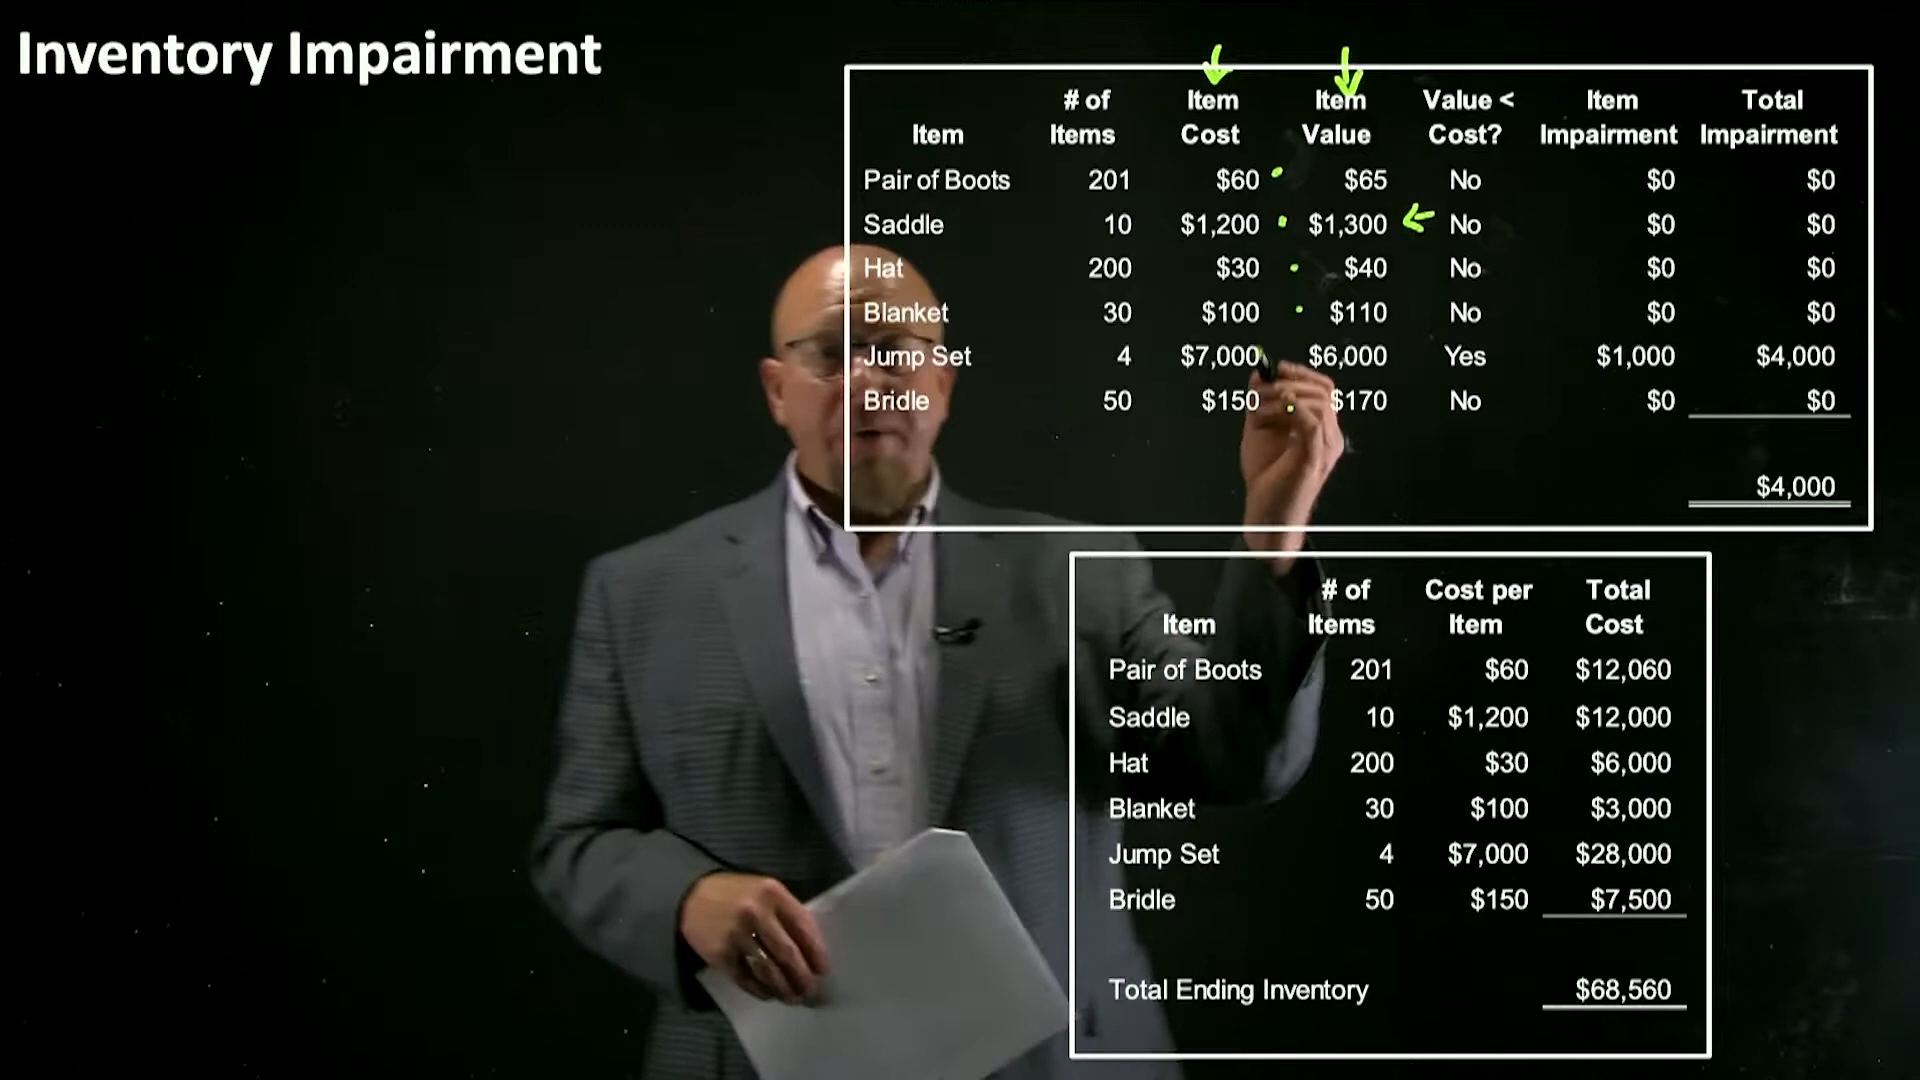 Inventory Impairment
Item # of Items Item Cost Item Value Value < Cost? Item Impairment Total Impairment
Pair of Boots 201 $60 $65 No $0 $0
Saddle 10 $1,200 $1,300 No $0 $0
Hat 200 $30 $40 No $0 $0
Blanket 30 $100 $110 No $0 $0
Jump Set 4 $7,000 $6,000 Yes $1,000 $4,000
Bridle 50 $150 $170 No $0 $0
$4,000
Item # of Items Cost per Item Total Cost
Pair of Boots 201 $60 $12,060
Saddle 10 $1,200 $12,000
Hat 200 $30 $6,000
Blanket 30 $100 $3,000
Jump Set 4 $7,000 $28,000
Bridle 50 $150 $7,500
Total Ending Inventory $68,560